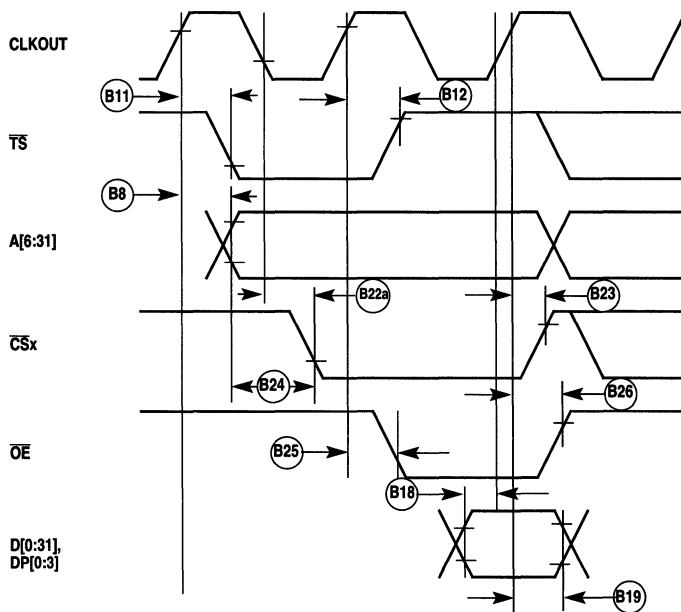 CLKOUT
B11
B12
TS
B8
A[6:31]
B22a
B23
CSx
B24
B26
OE
B25
B18
D[0:31],
DP[0:3]
B19